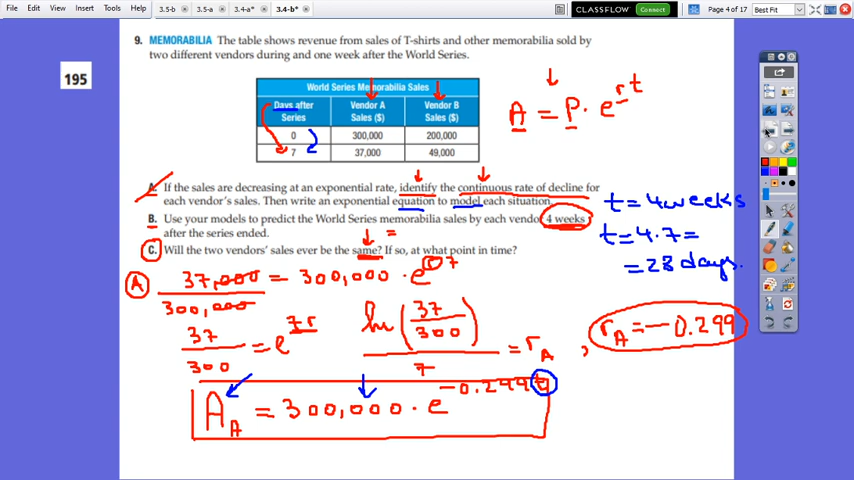 File Edit View Insert Tools Help
3.5-b 3.5-a 3.4-a* 3.4-b*
CLASSFLOW Connect
Page 4 of 17 Best Fit
195
9. MEMORABILIA The table shows revenue from sales of T-shirts and other memorabilia sold by
two different vendors during and one week after the World Series.
World Series Memorabilia Sales
Days after Series Vendor A Sales ($) Vendor B Sales ($)
0 300,000 200,000
7 37,000 49,000
A = P · e^rt
A. If the sales are decreasing at an exponential rate, identify the continuous rate of decline for
each vendor's sales. Then write an exponential equation to model each situation.
B. Use your models to predict the World Series memorabilia sales by each vendor 4 weeks
after the series ended.
C. Will the two vendors' sales ever be the same? If so, at what point in time?
t = 4 weeks
t = 4.7 =
= 28 days.
A 37,000/300,000 = 300,000 · e^r7
37/300 = e^7r
ln(37/300)/7 = rA , rA = -0.299
AA = 300,000 · e^-0.299t